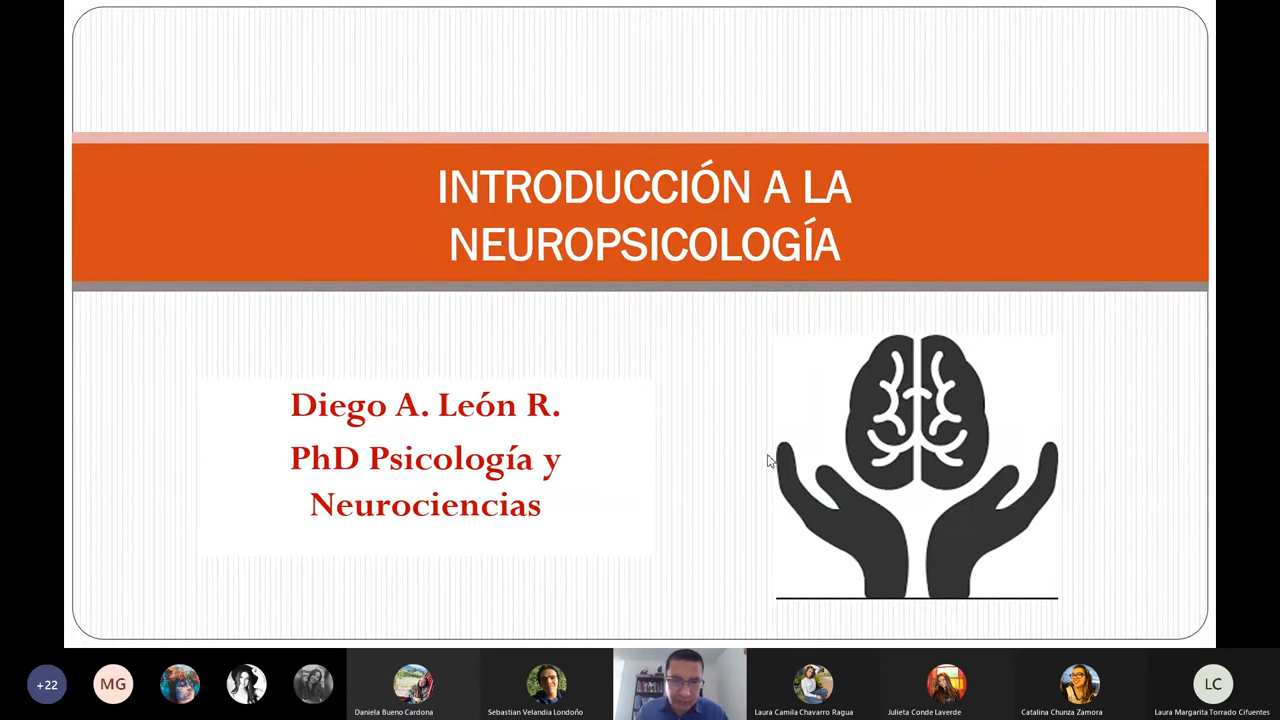 INTRODUCCIÓN A LA
NEUROPSICOLOGÍA
Diego A. León R.
PhD Psicología y
Neurociencias
+22
MG
Daniela Bueno Cardona
Sebastian Velandia Londoño
Laura Camila Chavarro Ragua
Julieta Conde Laverde
Catalina Chunza Zamora
LC
Laura Margarita Torrado Cifuentes